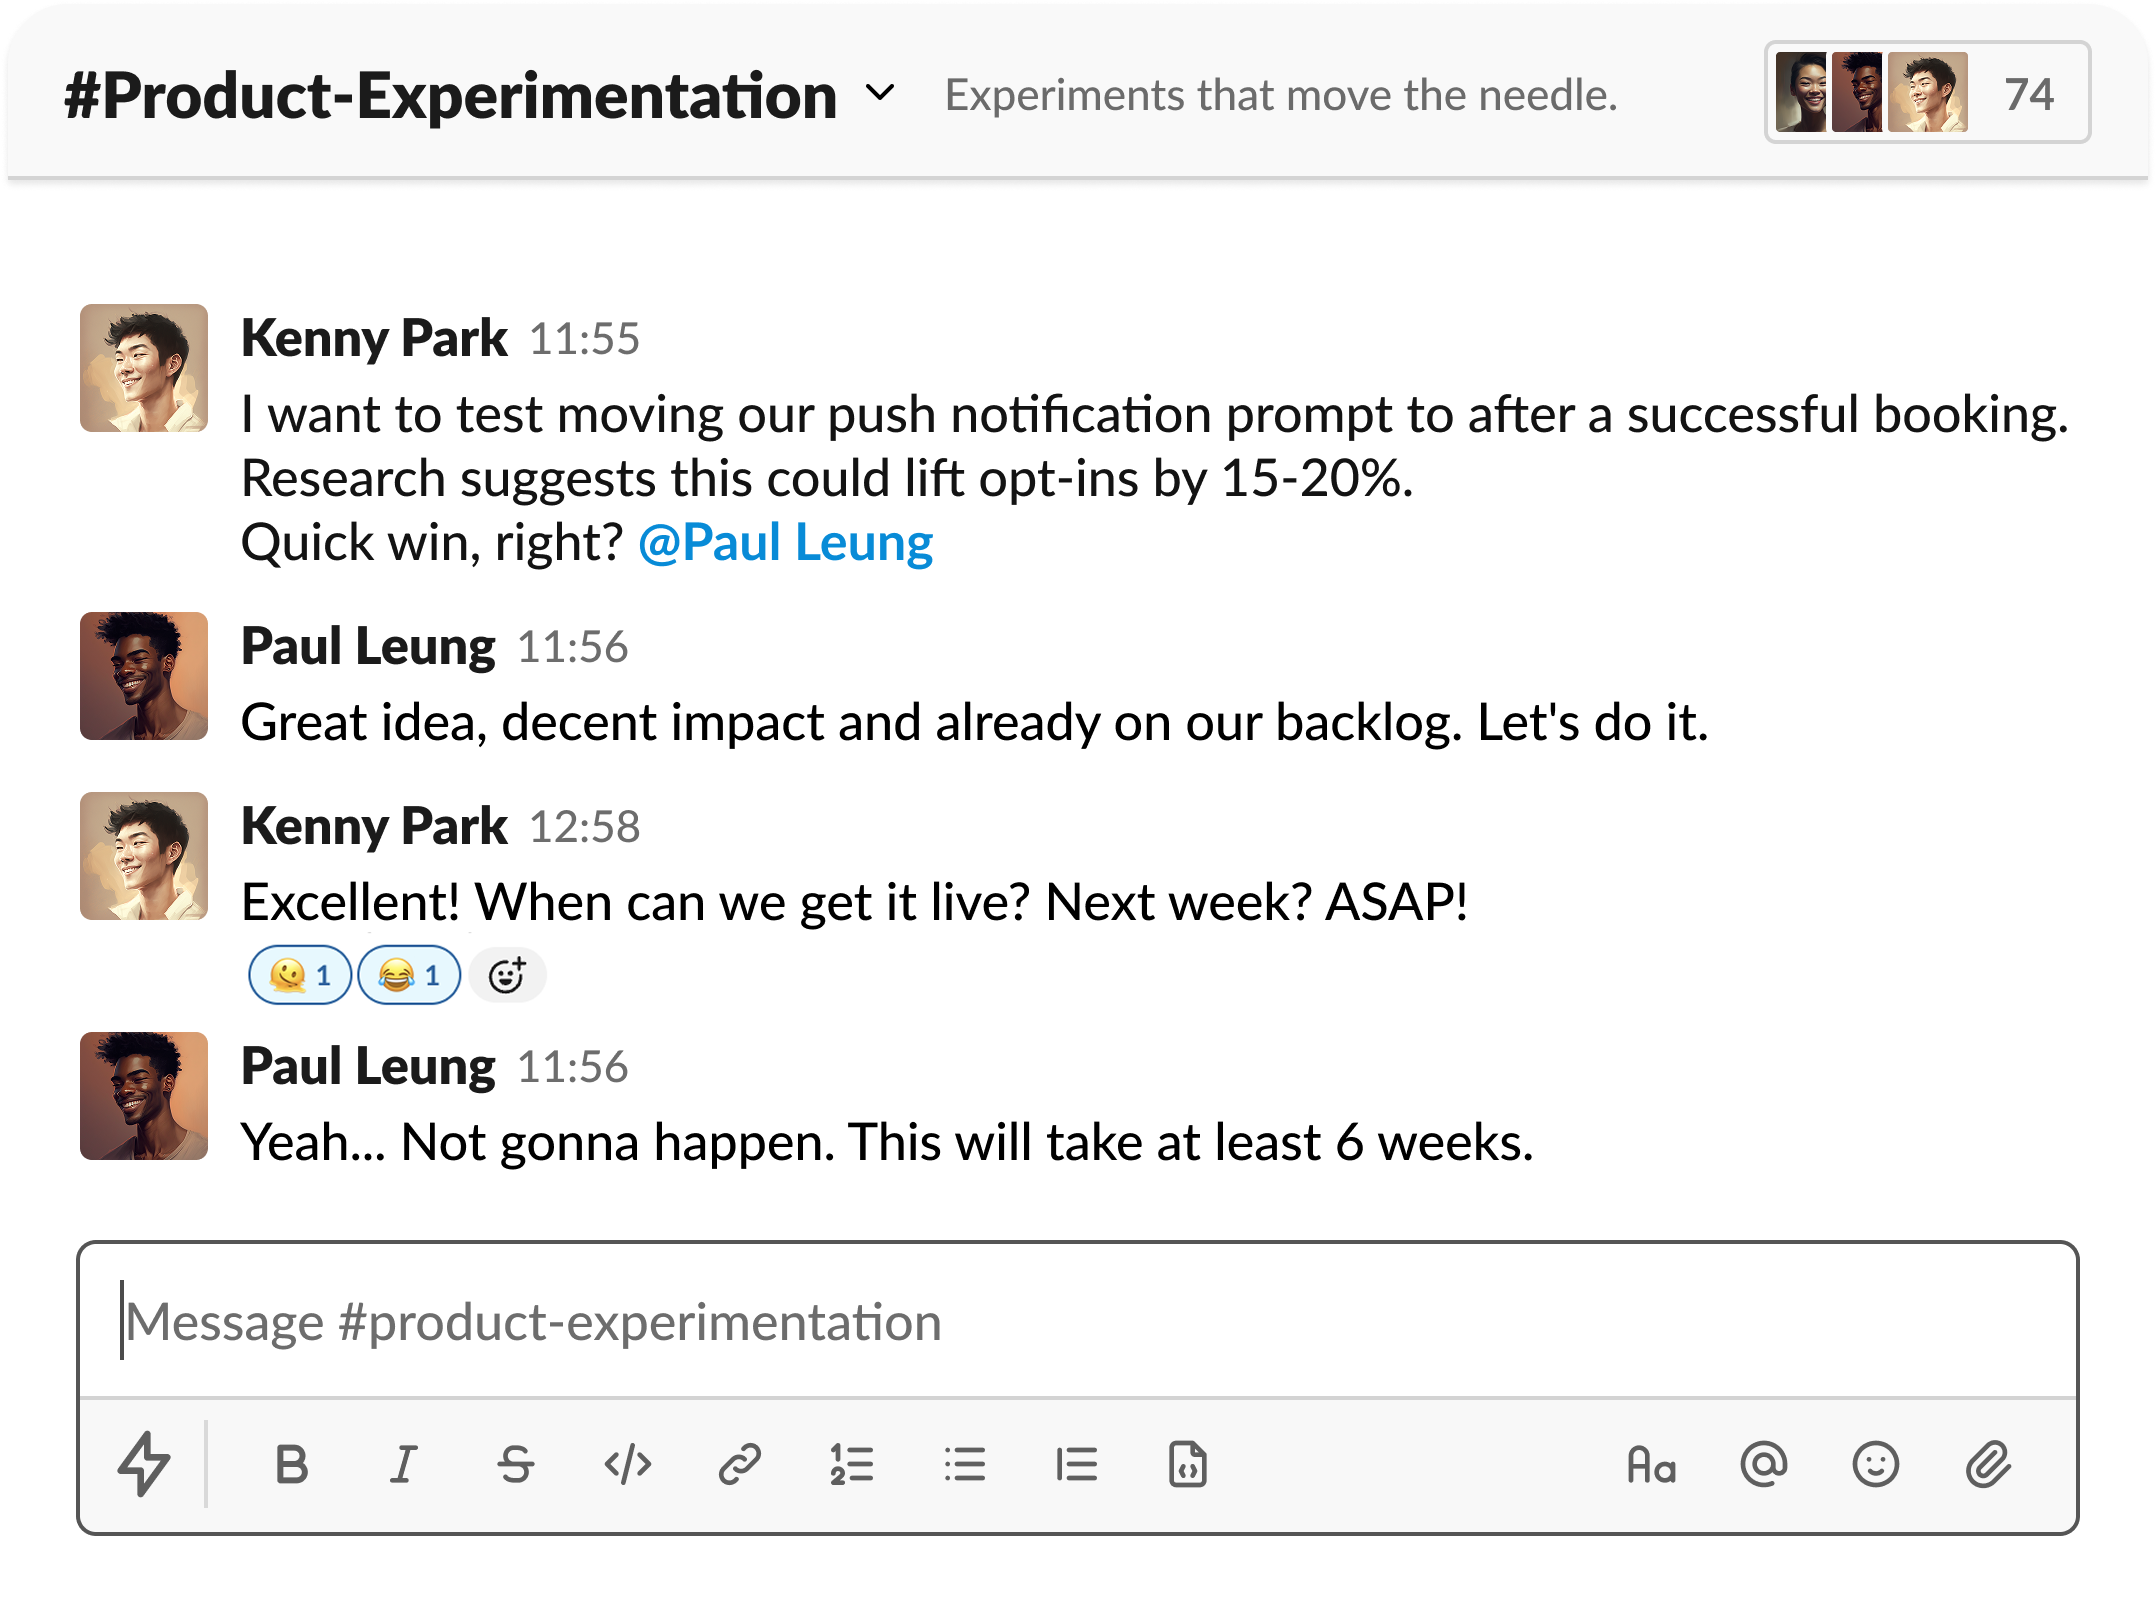 #Product-Experimentation
Experiments that move the needle.
74
Kenny Park 11:55
I want to test moving our push notification prompt to after a successful booking.
Research suggests this could lift opt-ins by 15-20%.
Quick win, right? @Paul Leung
Paul Leung 11:56
Great idea, decent impact and already on our backlog. Let's do it.
Kenny Park 12:58
Excellent! When can we get it live? Next week? ASAP!
1 1
Paul Leung 11:56
Yeah... Not gonna happen. This will take at least 6 weeks.
Message #product-experimentation
B I S </> Aa @